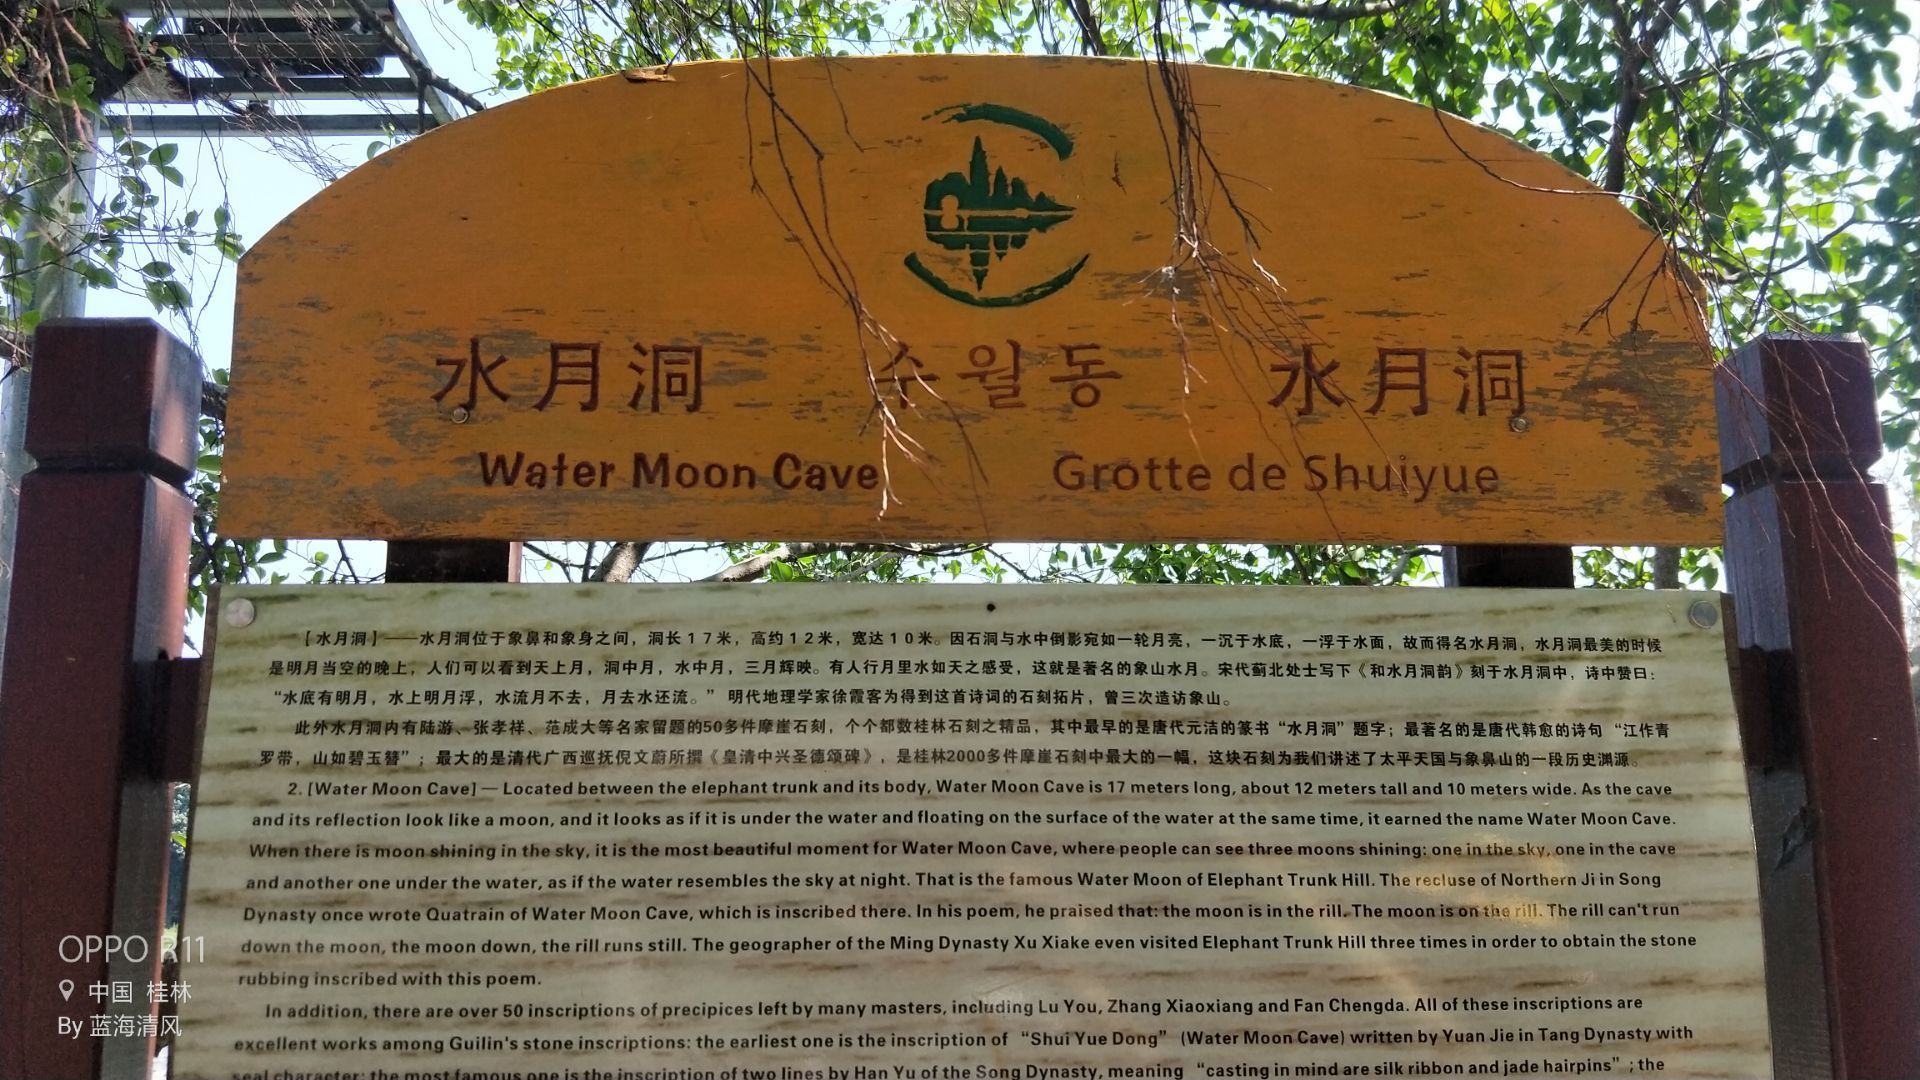 水月洞 수월동 水月洞
Water Moon Cave Grotte de Shuiyue
【水月洞】——水月洞位于象鼻和象身之间，洞长17米，高约12米，宽达10米。因石洞与水中倒影宛如一轮月亮，一沉于水底，一浮于水面，故而得名水月洞，水月洞最美的时候
是明月当空的晚上，人们可以看到天上月，洞中月，水中月，三月辉映。有人行月里水如天之感受，这就是著名的象山水月。宋代蓟北处士写下《和水月洞韵》刻于水月洞中，诗中赞曰：
“水底有明月，水上明月浮，水流月不去，月去水还流。” 明代地理学家徐霞客为得到这首诗词的石刻拓片，曾三次造访象山。
此外水月洞内有陆游、张孝祥、范成大等名家留题的50多件摩崖石刻，个个都数桂林石刻之精品，其中最早的是唐代元洁的篆书“水月洞”题字；最著名的是唐代韩愈的诗句“江作青
罗带，山如碧玉簪”；最大的是清代广西巡抚倪文蔚所撰《皇清中兴圣德颂碑》，是桂林2000多件摩崖石刻中最大的一幅，这块石刻为我们讲述了太平天国与象鼻山的一段历史渊源。
2. [Water Moon Cave] — Located between the elephant trunk and its body, Water Moon Cave is 17 meters long, about 12 meters tall and 10 meters wide. As the cave
and its reflection look like a moon, and it looks as if it is under the water and floating on the surface of the water at the same time, it earned the name Water Moon Cave.
When there is moon shining in the sky, it is the most beautiful moment for Water Moon Cave, where people can see three moons shining: one in the sky, one in the cave
and another one under the water, as if the water resembles the sky at night. That is the famous Water Moon of Elephant Trunk Hill. The recluse of Northern Ji in Song
Dynasty once wrote Quatrain of Water Moon Cave, which is inscribed there. In his poem, he praised that: the moon is in the rill. The moon is on the rill. The rill can't run
down the moon, the moon down, the rill runs still. The geographer of the Ming Dynasty Xu Xiake even visited Elephant Trunk Hill three times in order to obtain the stone
rubbing inscribed with this poem.
In addition, there are over 50 inscriptions of precipices left by many masters, including Lu You, Zhang Xiaoxiang and Fan Chengda. All of these inscriptions are
excellent works among Guilin's stone inscriptions: the earliest one is the inscription of “Shui Yue Dong” (Water Moon Cave) written by Yuan Jie in Tang Dynasty with
seal character; the most famous one is the inscription of two lines by Han Yu of the Song Dynasty, meaning “casting in mind are silk ribbon and jade hairpins”; the
OPPO R11
中国 桂林
By 蓝海清风